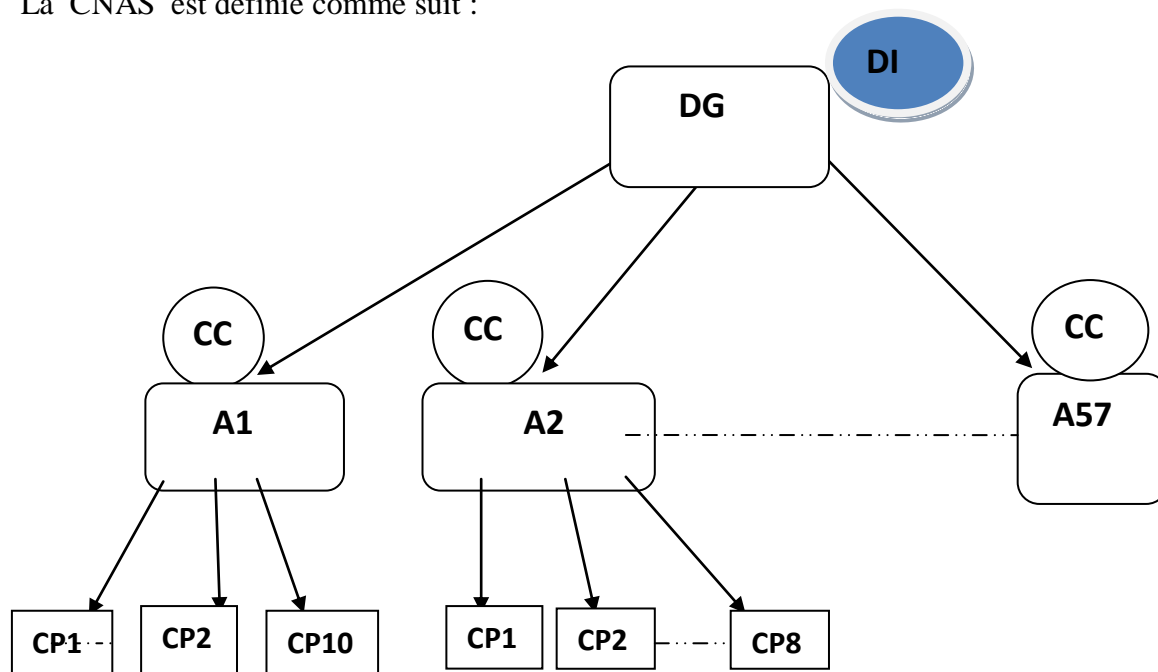 La CNAS est définie comme suit :
DI
DG
CC
CC
CC
A1
A2
A57
CP1
CP2
CP10
CP1
CP2
CP8